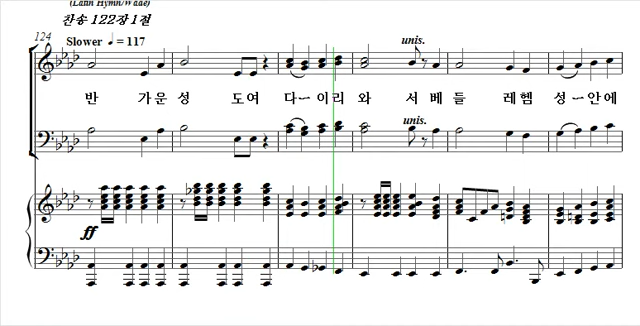 (Latin Hymn/Wade)
찬송 122장 1절
124 Slower ♩ = 117
unis.
반 가운 성 도여 다 이리 와 서 베 들 레헴 성 안에
unis.
ff